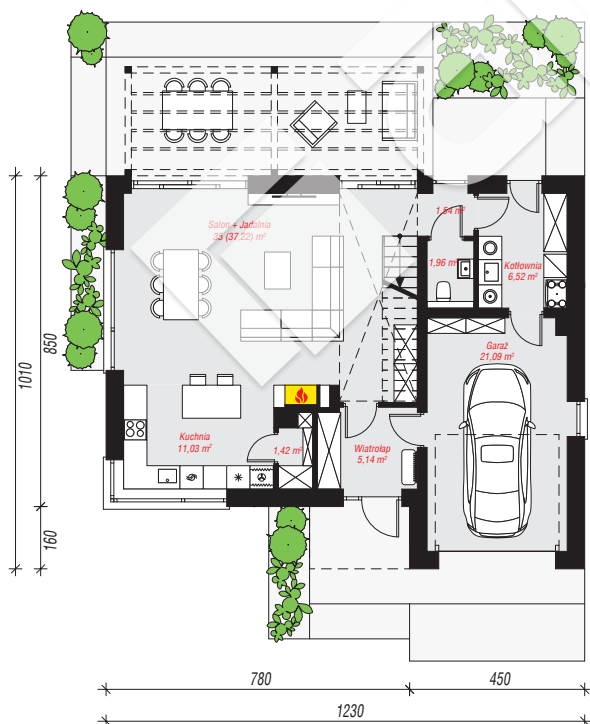 Salon + Jadalnia
35 (37,22) m²
1,54 m²
1,96 m²
Kotłownia
6,52 m²
Garaż
21,09 m²
Kuchnia
11,03 m²
1,42 m²
Wiatrołap
5,14 m²
1010
850
160
780
450
1230